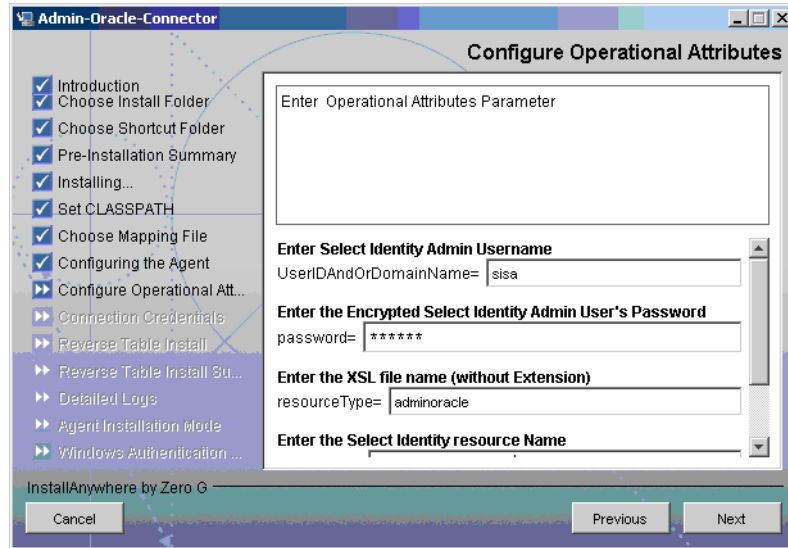 Admin-Oracle-Connector
Configure Operational Attributes
Introduction
Choose Install Folder
Choose Shortcut Folder
Pre-Installation Summary
Installing...
Set CLASSPATH
Choose Mapping File
Configuring the Agent
Configure Operational Att...
Connection Credentials
Reverse Table Install
Reverse Table Install Su...
Detailed Logs
Agent Installation Mode
Windows Authentication ...
Enter Operational Attributes Parameter
Enter Select Identity Admin Username
UserIDAndOrDomainName= sisa
Enter the Encrypted Select Identity Admin User's Password
password= ******
Enter the XSL file name (without Extension)
resourceType= adminoracle
Enter the Select Identity resource Name
InstallAnywhere by Zero G
Cancel
Previous
Next